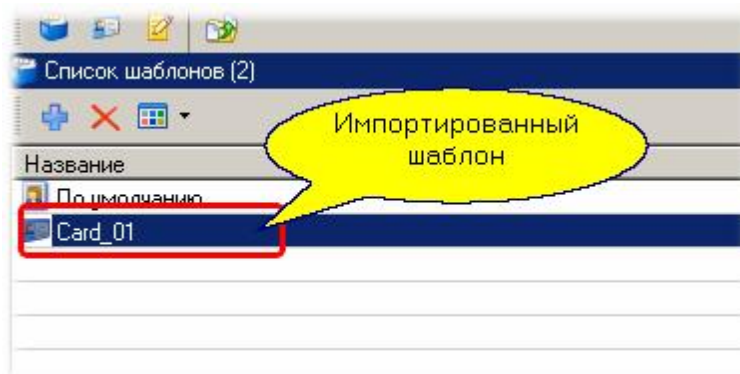 Список шаблонов (2)
Импортированный
шаблон
Название
По умолчанию
Card_01